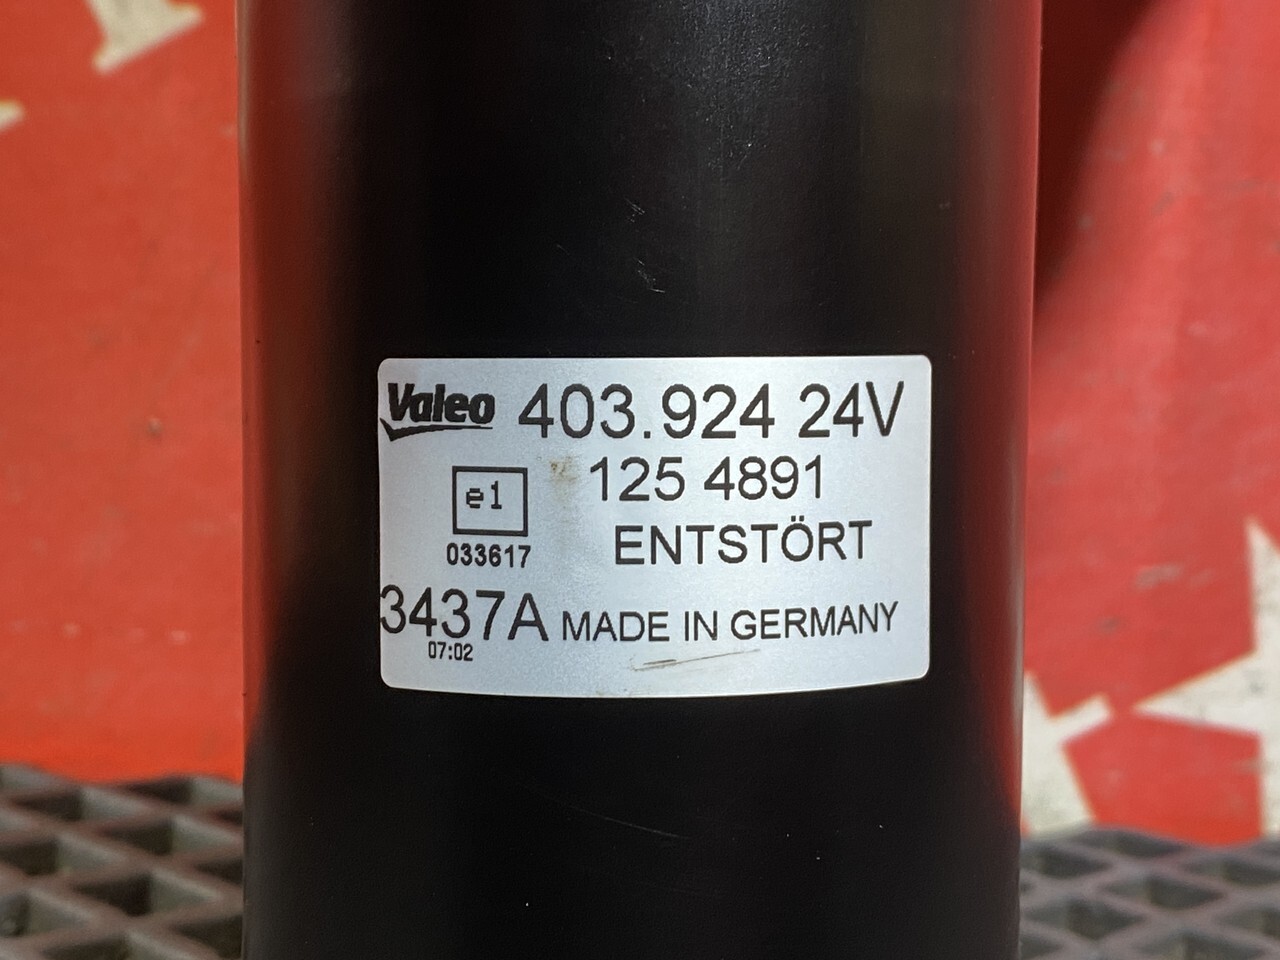 Valeo 403.924 24V
125 4891
e1
ENTSTÖRT
033617
3437A MADE IN GERMANY
07:02